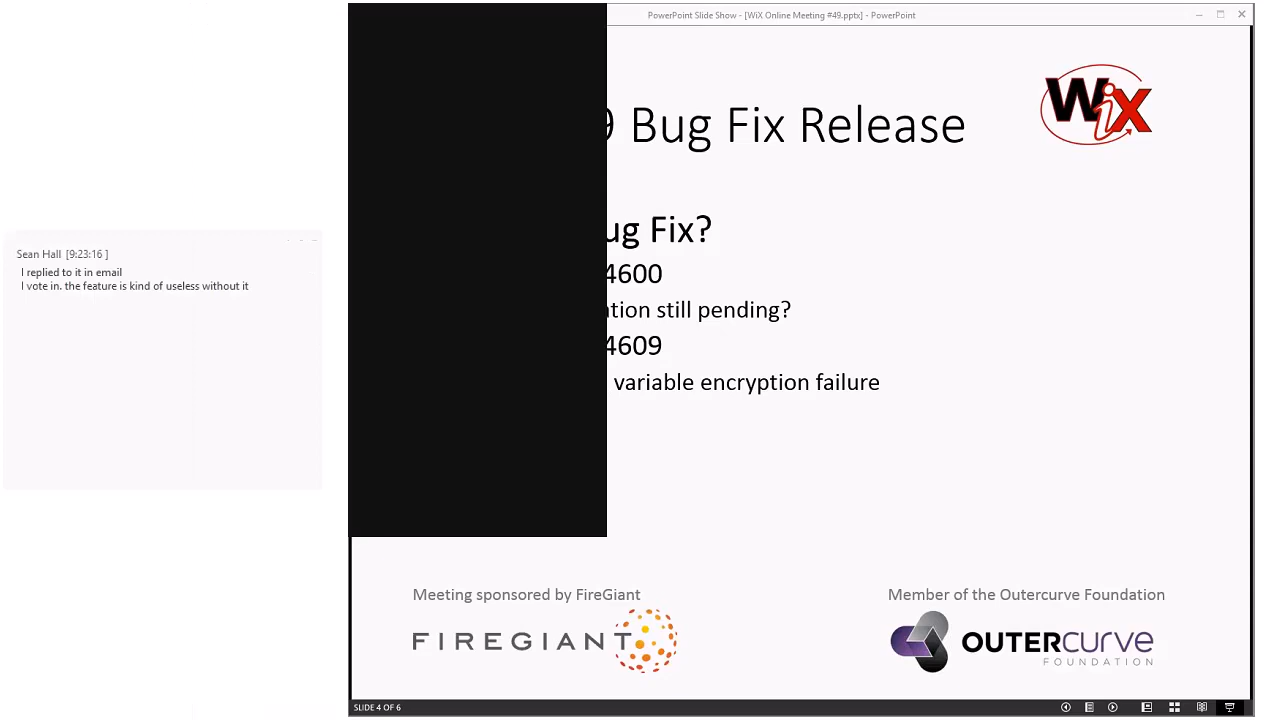 PowerPoint Slide Show - [WiX Online Meeting #49.pptx] - PowerPoint
WiX
Bug Fix Release
Fix?
4600
still pending?
4609
variable encryption failure
Sean Hall [9:23:16 ]
I replied to it in email
I vote in. the feature is kind of useless without it
Meeting sponsored by FireGiant
Member of the Outercurve Foundation
FIREGIANT
OUTERCURVE
FOUNDATION
SLIDE 4 OF 6